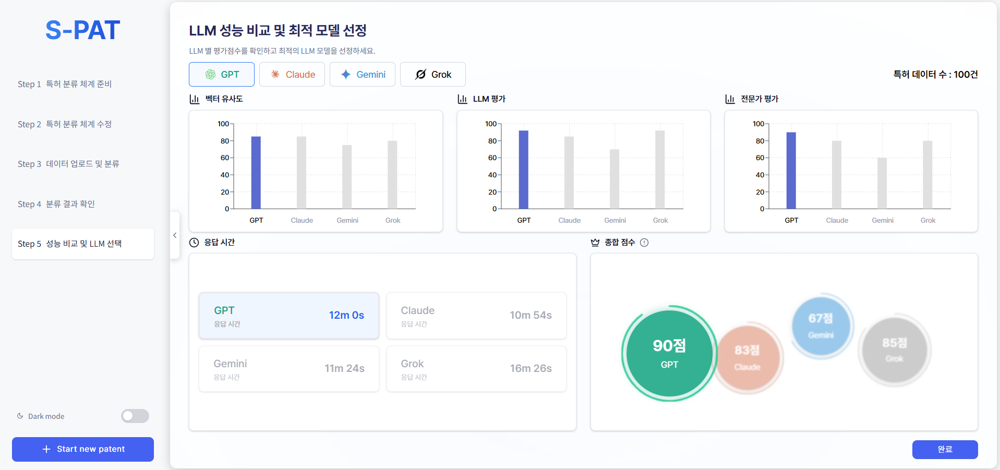 S-PAT
Step 1 특허 분류 체계 준비
Step 2 특허 분류 체계 수정
Step 3 데이터 업로드 및 분류
Step 4 분류 결과 확인
Step 5 성능 비교 및 LLM 선택
Dark mode
Start new patent
LLM 성능 비교 및 최적 모델 선정
LLM 별 평가점수를 확인하고 최적의 LLM 모델을 선정하세요.
GPT
Claude
Gemini
Grok
특허 데이터 수 : 100건
벡터 유사도
100
80
60
40
20
0
GPT Claude Gemini Grok
LLM 평가
100
80
60
40
20
0
GPT Claude Gemini Grok
전문가 평가
100
80
60
40
20
0
GPT Claude Gemini Grok
응답 시간
GPT
응답 시간
12m 0s
Claude
응답 시간
10m 54s
Gemini
응답 시간
11m 24s
Grok
응답 시간
16m 26s
종합 점수
90점
GPT
83점
Claude
67점
Gemini
85점
Grok
완료